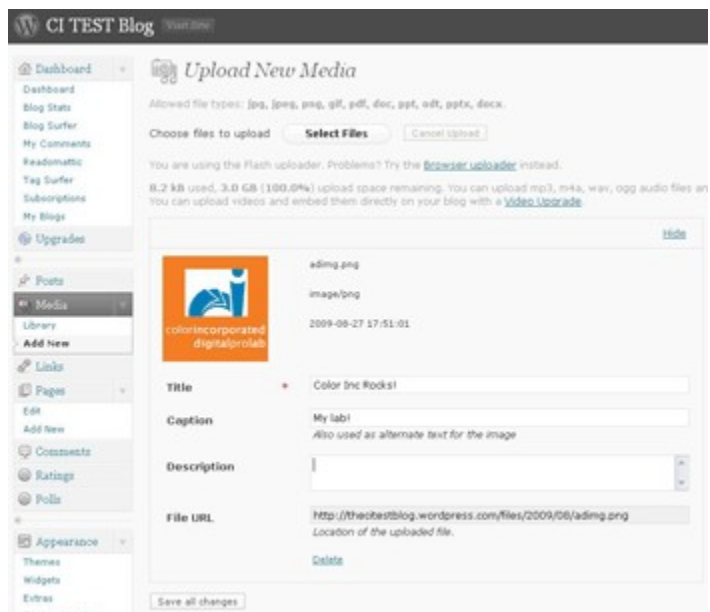 CI TEST Blog Visit Site
Dashboard
Dashboard
Blog Stats
Blog Surfer
My Comments
Readomattic
Tag Surfer
Subscriptions
My Blogs
Upgrades
Posts
Media
Library
Add New
Links
Pages
Edit
Add New
Comments
Ratings
Polls
Appearance
Themes
Widgets
Extras
Upload New Media
Allowed file types: jpg, jpeg, png, gif, pdf, doc, ppt, odt, pptx, docx.
Choose files to upload Select Files Cancel Upload
You are using the Flash uploader. Problems? Try the Browser uploader instead.
8.2 kB used, 3.0 GB (100.0%) upload space remaining. You can upload mp3, m4a, wav, ogg audio files an
You can upload videos and embed them directly on your blog with a Video Upgrade.
Hide
colorincorporated
digitalprolab
adimg.png
image/png
2009-08-27 17:51:01
Title * Color Inc Rocks!
Caption My lab!
Also used as alternate text for the image
Description
File URL http://thecitestblog.wordpress.com/files/2009/08/adimg.png
Location of the uploaded file.
Delete
Save all changes